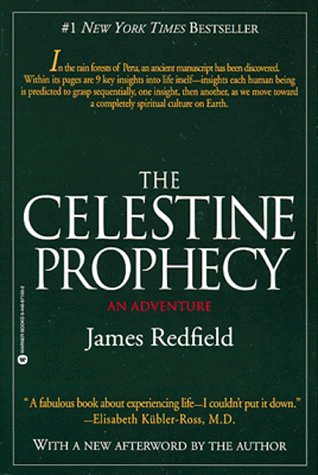 #1 NEW YORK TIMES BESTSELLER
In the rain forests of Peru, an ancient manuscript has been discovered.
Within its pages are 9 key insights into life itself—insights each human being
is predicted to grasp sequentially, one insight, then another, as we move toward
a completely spiritual culture on Earth.
THE
CELESTINE
PROPHECY
AN ADVENTURE
James Redfield
"A fabulous book about experiencing life—I couldn't put it down."
—Elisabeth Kübler-Ross, M.D.
WITH A NEW AFTERWORD BY THE AUTHOR